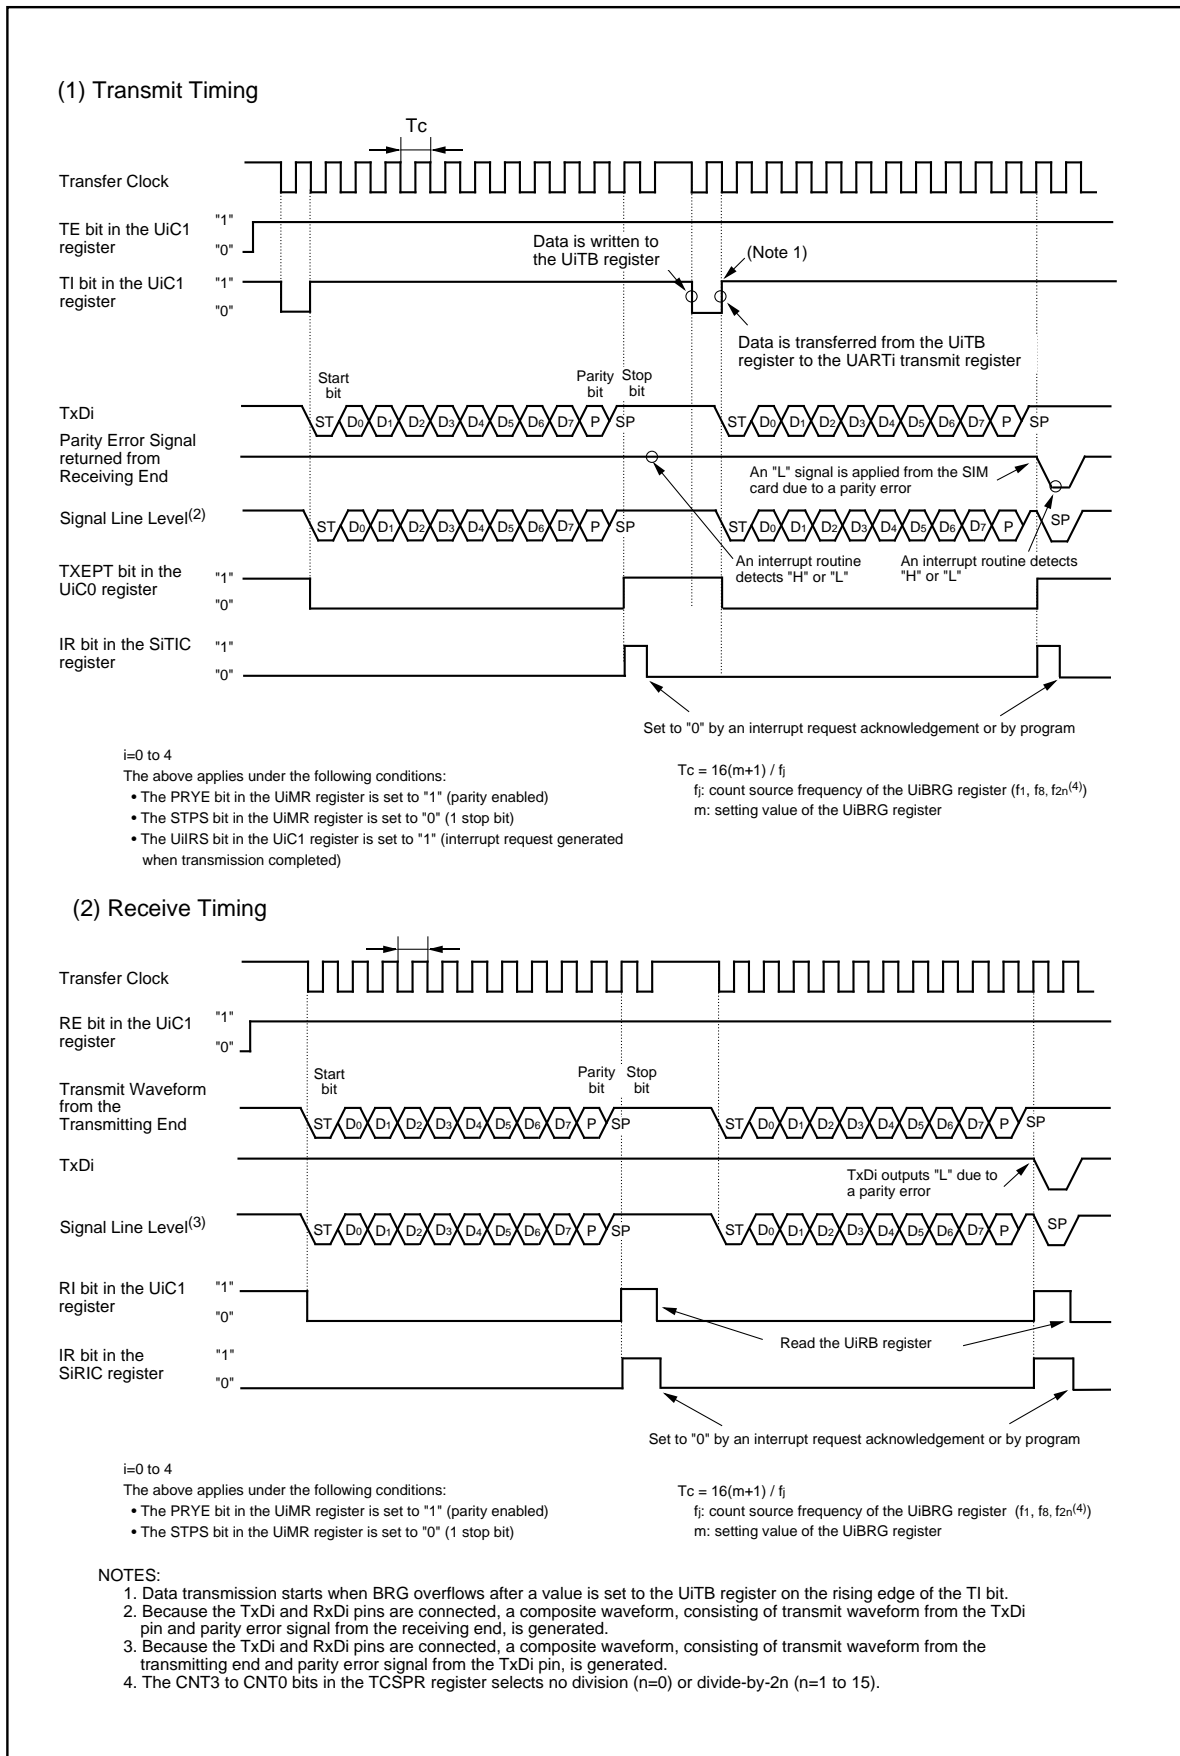 (1) Transmit Timing
Tc
Transfer Clock
TE bit in the UiC1
register
"1"
"0"
Data is written to
the UiTB register
(Note 1)
TI bit in the UiC1
register
"1"
"0"
Data is transferred from the UiTB
register to the UARTi transmit register
Start
bit
Parity
bit
Stop
bit
TxDi
ST D0 D1 D2 D3 D4 D5 D6 D7 P SP
ST D0 D1 D2 D3 D4 D5 D6 D7 P SP
Parity Error Signal
returned from
Receiving End
An "L" signal is applied from the SIM
card due to a parity error
Signal Line Level(2)
ST D0 D1 D2 D3 D4 D5 D6 D7 P SP
ST D0 D1 D2 D3 D4 D5 D6 D7 P SP
An interrupt routine
detects "H" or "L"
An interrupt routine detects
"H" or "L"
TXEPT bit in the
UiC0 register
"1"
"0"
IR bit in the SiTIC
register
"1"
"0"
Set to "0" by an interrupt request acknowledgement or by program
i=0 to 4
The above applies under the following conditions:
• The PRYE bit in the UiMR register is set to "1" (parity enabled)
• The STPS bit in the UiMR register is set to "0" (1 stop bit)
• The UiIRS bit in the UiC1 register is set to "1" (interrupt request generated
when transmission completed)
Tc = 16(m+1) / fj
fj: count source frequency of the UiBRG register (f1, f8, f2n(4))
m: setting value of the UiBRG register
(2) Receive Timing
Transfer Clock
RE bit in the UiC1
register
"1"
"0"
Start
bit
Parity
bit
Stop
bit
Transmit Waveform
from the
Transmitting End
ST D0 D1 D2 D3 D4 D5 D6 D7 P SP
ST D0 D1 D2 D3 D4 D5 D6 D7 P SP
TxDi
TxDi outputs "L" due to
a parity error
Signal Line Level(3)
ST D0 D1 D2 D3 D4 D5 D6 D7 P SP
ST D0 D1 D2 D3 D4 D5 D6 D7 P SP
RI bit in the UiC1
register
"1"
"0"
Read the UiRB register
IR bit in the
SiRIC register
"1"
"0"
Set to "0" by an interrupt request acknowledgement or by program
i=0 to 4
The above applies under the following conditions:
• The PRYE bit in the UiMR register is set to "1" (parity enabled)
• The STPS bit in the UiMR register is set to "0" (1 stop bit)
Tc = 16(m+1) / fj
fj: count source frequency of the UiBRG register (f1, f8, f2n(4))
m: setting value of the UiBRG register
NOTES:
1. Data transmission starts when BRG overflows after a value is set to the UiTB register on the rising edge of the TI bit.
2. Because the TxDi and RxDi pins are connected, a composite waveform, consisting of transmit waveform from the TxDi
pin and parity error signal from the receiving end, is generated.
3. Because the TxDi and RxDi pins are connected, a composite waveform, consisting of transmit waveform from the
transmitting end and parity error signal from the TxDi pin, is generated.
4. The CNT3 to CNT0 bits in the TCSPR register selects no division (n=0) or divide-by-2n (n=1 to 15).